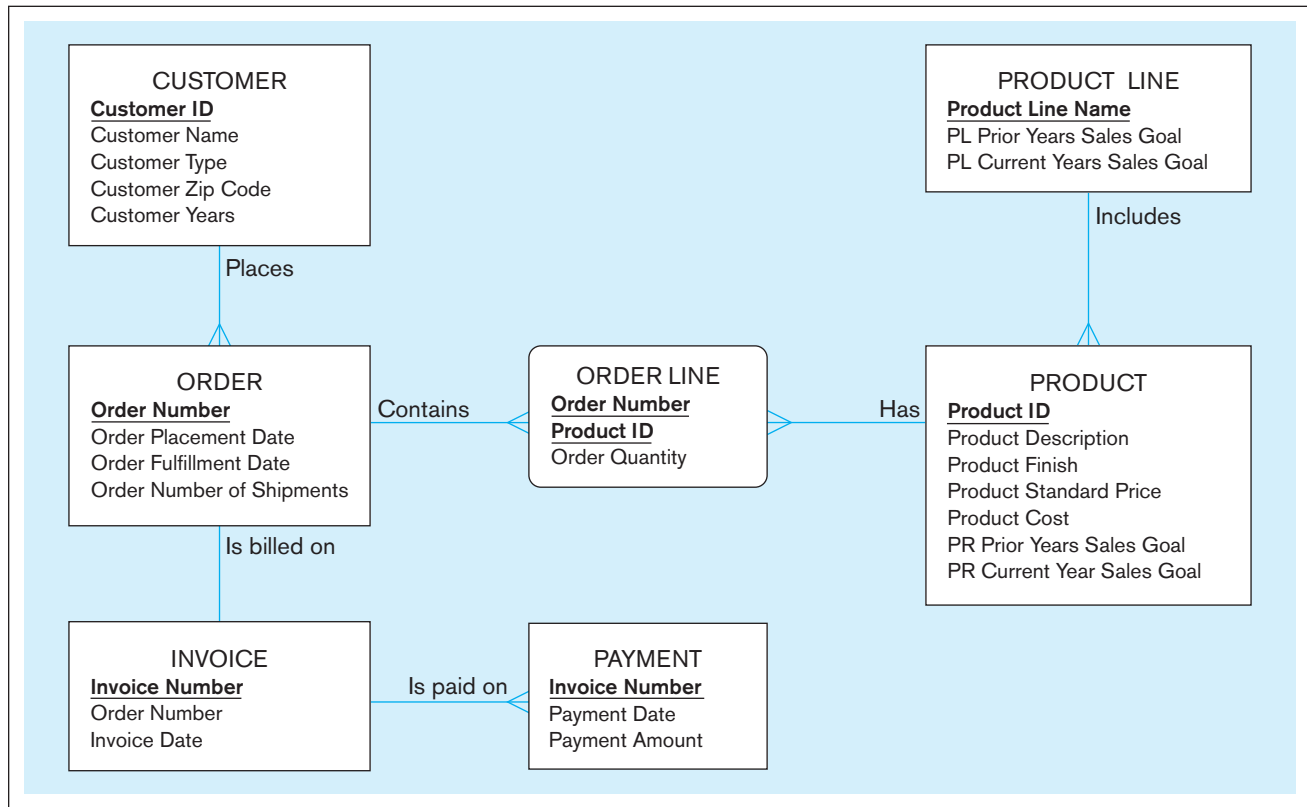 CUSTOMER
Customer ID
Customer Name
Customer Type
Customer Zip Code
Customer Years
PRODUCT LINE
Product Line Name
PL Prior Years Sales Goal
PL Current Years Sales Goal
Places
Includes
ORDER
Order Number
Order Placement Date
Order Fulfillment Date
Order Number of Shipments
Contains
ORDER LINE
Order Number
Product ID
Order Quantity
Has
PRODUCT
Product ID
Product Description
Product Finish
Product Standard Price
Product Cost
PR Prior Years Sales Goal
PR Current Year Sales Goal
Is billed on
INVOICE
Invoice Number
Order Number
Invoice Date
Is paid on
PAYMENT
Invoice Number
Payment Date
Payment Amount